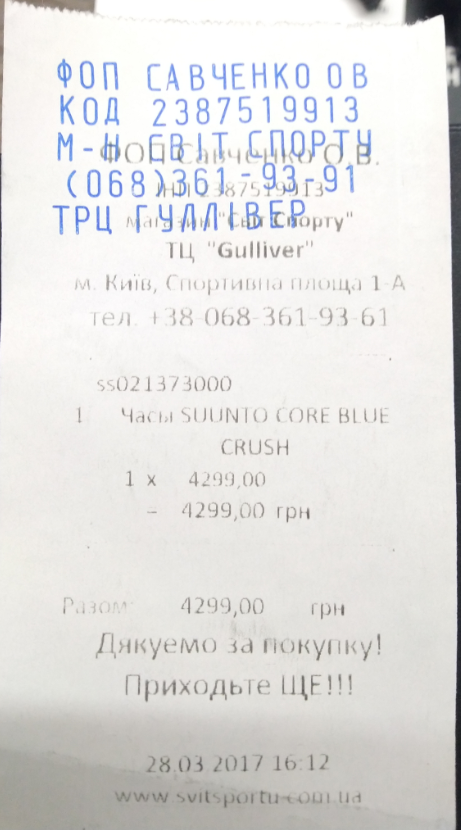 ФОП САВЧЕНКО О В
КОД 2387519913
М-Н СВІТ СПОРТУ
ФОП Савченко О.В.
(068)361-93-91
ІНН 2387519913
ТРЦ ГУЛЛІВЕР
магазин "Світ Спорту"
ТЦ "Gulliver"
м. Київ, Спортивна площа 1-А
тел. +38-068-361-93-61
ss021373000
1 Часы SUUNTO CORE BLUE
CRUSH
1 х 4299,00
– 4299,00 грн
Разом: 4299,00 грн
Дякуемо за покупку!
Приходьте ЩЕ!!!
28.03.2017 16:12
www.svitsportu.com.ua